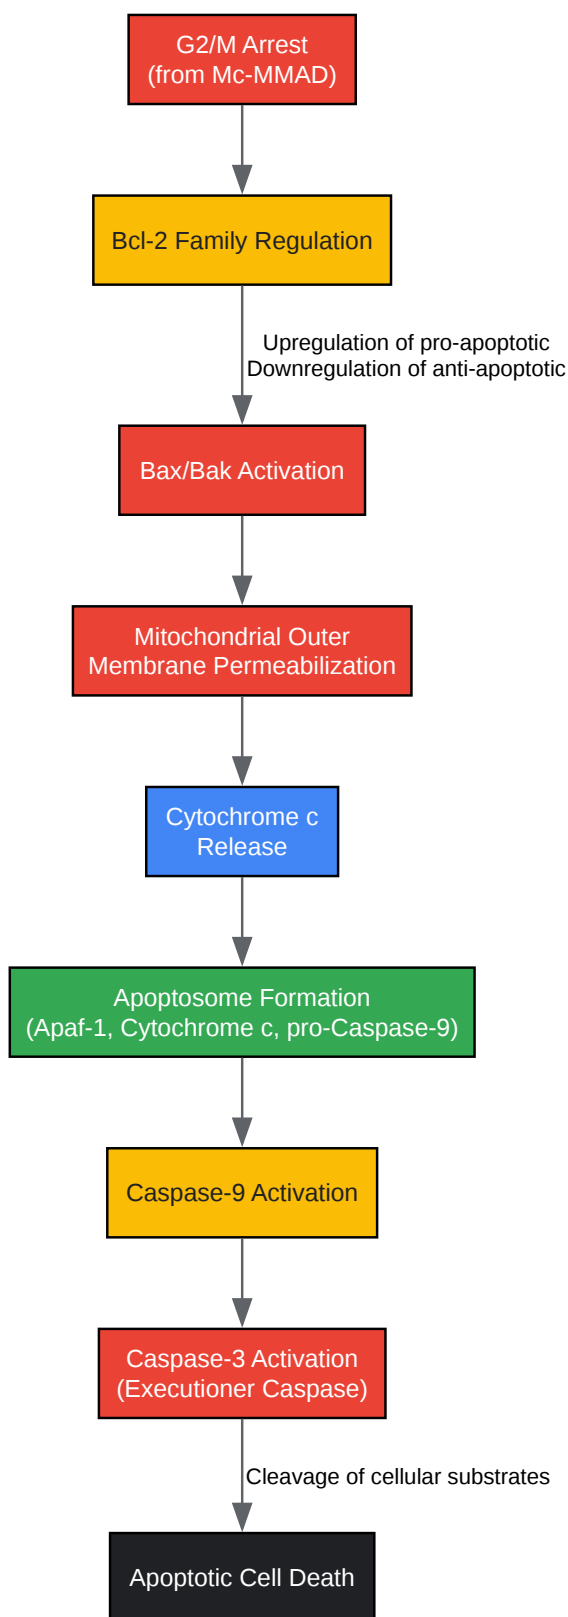 G2/M Arrest
(from Mc-MMAD)
Bcl-2 Family Regulation
Upregulation of pro-apoptotic
Downregulation of anti-apoptotic
Bax/Bak Activation
Mitochondrial Outer
Membrane Permeabilization
Cytochrome c
Release
Apoptosome Formation
(Apaf-1, Cytochrome c, pro-Caspase-9)
Caspase-9 Activation
Caspase-3 Activation
(Executioner Caspase)
Cleavage of cellular substrates
Apoptotic Cell Death